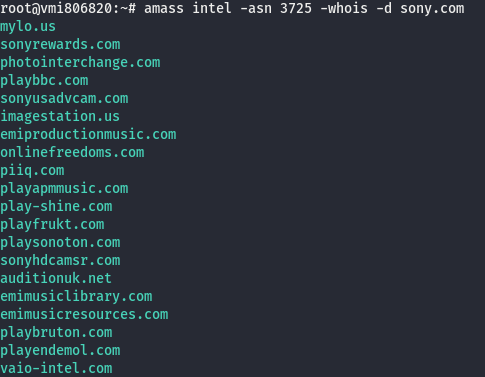 root@vmi806820:~# amass intel -asn 3725 -whois -d sony.com
mylo.us
sonyrewards.com
photointerchange.com
playbbc.com
sonyusadvcam.com
imagestation.us
emiproductionmusic.com
onlinefreedoms.com
piiq.com
playapmmusic.com
play-shine.com
playfrukt.com
playsonoton.com
sonyhdcamsr.com
auditionuk.net
emimusiclibrary.com
emimusicresources.com
playbruton.com
playendemol.com
vaio-intel.com